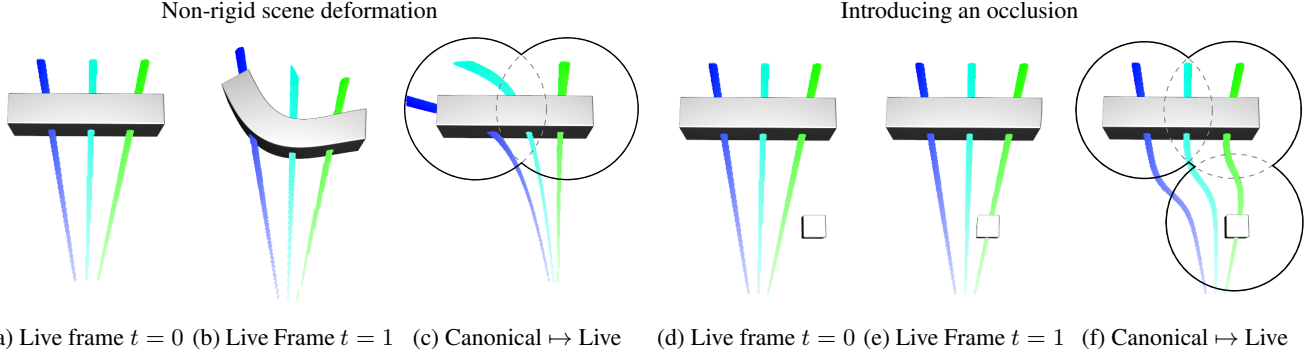 Non-rigid scene deformation
Introducing an occlusion
a) Live frame t = 0 (b) Live Frame t = 1 (c) Canonical ↦ Live
(d) Live frame t = 0 (e) Live Frame t = 1 (f) Canonical ↦ Live